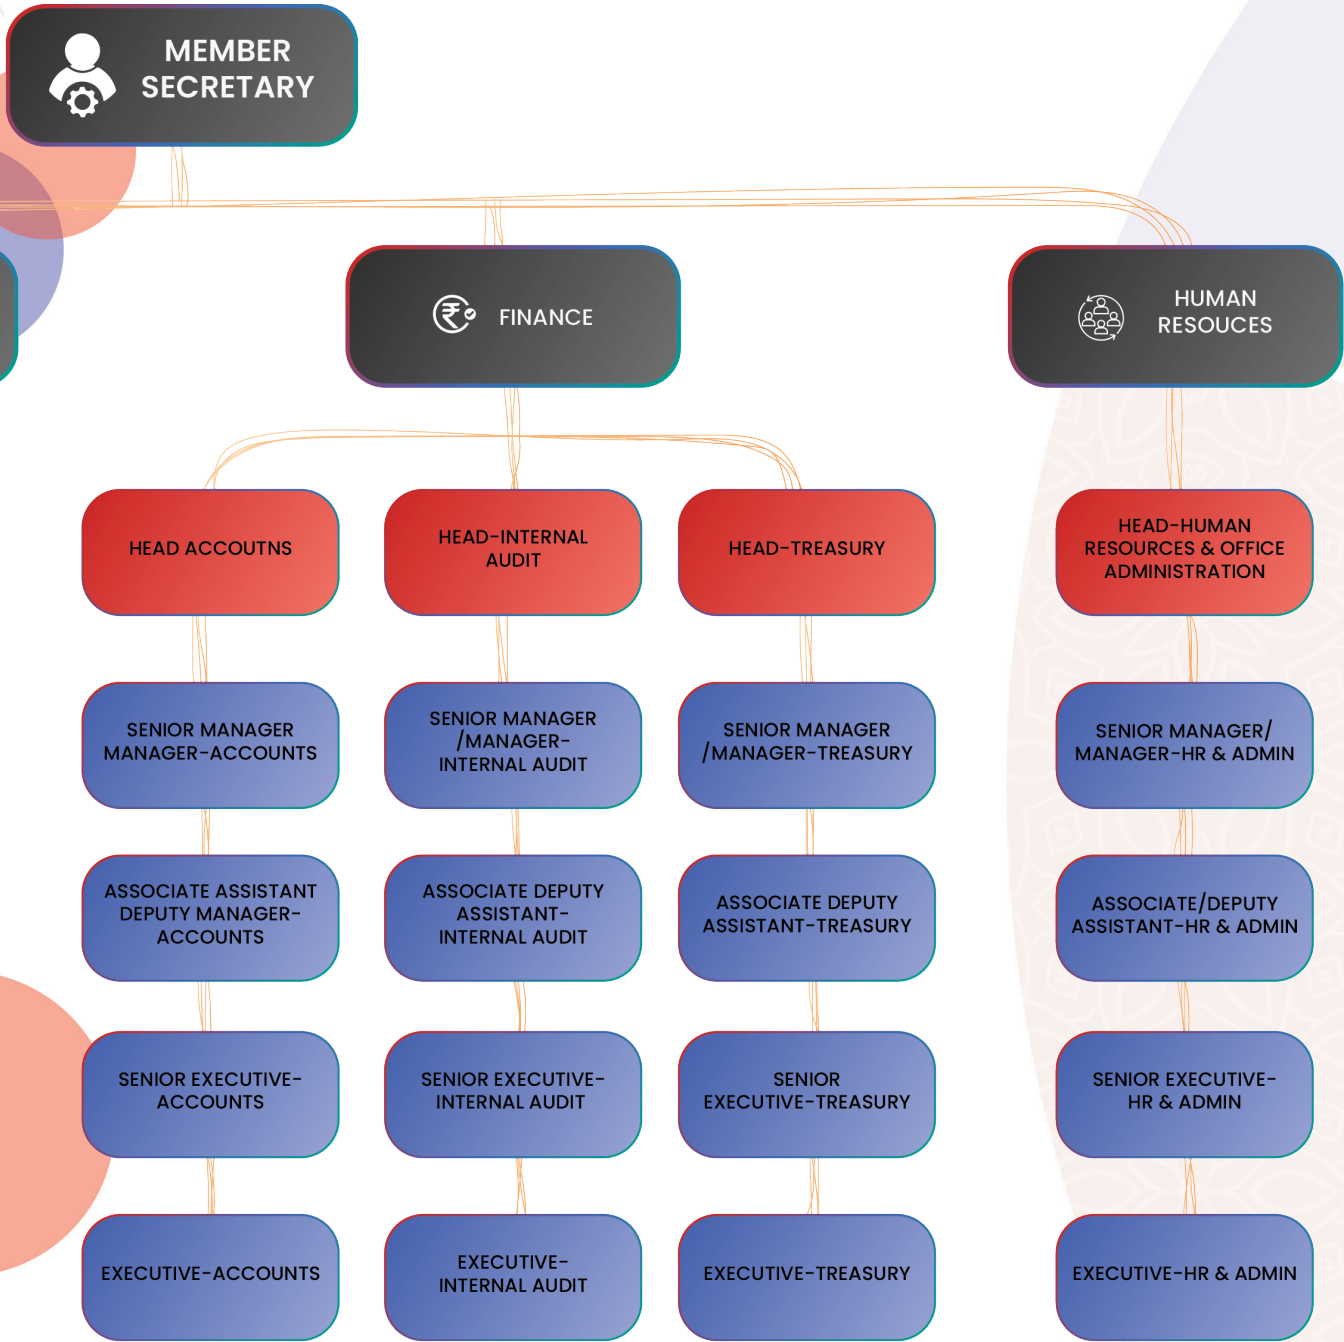 MEMBER
SECRETARY
FINANCE
HUMAN
RESOUCES
HEAD ACCOUTNS
HEAD-INTERNAL
AUDIT
HEAD-TREASURY
HEAD-HUMAN
RESOURCES & OFFICE
ADMINISTRATION
SENIOR MANAGER
MANAGER-ACCOUNTS
SENIOR MANAGER
/MANAGER-
INTERNAL AUDIT
SENIOR MANAGER
/MANAGER-TREASURY
SENIOR MANAGER/
MANAGER-HR & ADMIN
ASSOCIATE ASSISTANT
DEPUTY MANAGER-
ACCOUNTS
ASSOCIATE DEPUTY
ASSISTANT-
INTERNAL AUDIT
ASSOCIATE DEPUTY
ASSISTANT-TREASURY
ASSOCIATE/DEPUTY
ASSISTANT-HR & ADMIN
SENIOR EXECUTIVE-
ACCOUNTS
SENIOR EXECUTIVE-
INTERNAL AUDIT
SENIOR
EXECUTIVE-TREASURY
SENIOR EXECUTIVE-
HR & ADMIN
EXECUTIVE-ACCOUNTS
EXECUTIVE-
INTERNAL AUDIT
EXECUTIVE-TREASURY
EXECUTIVE-HR & ADMIN